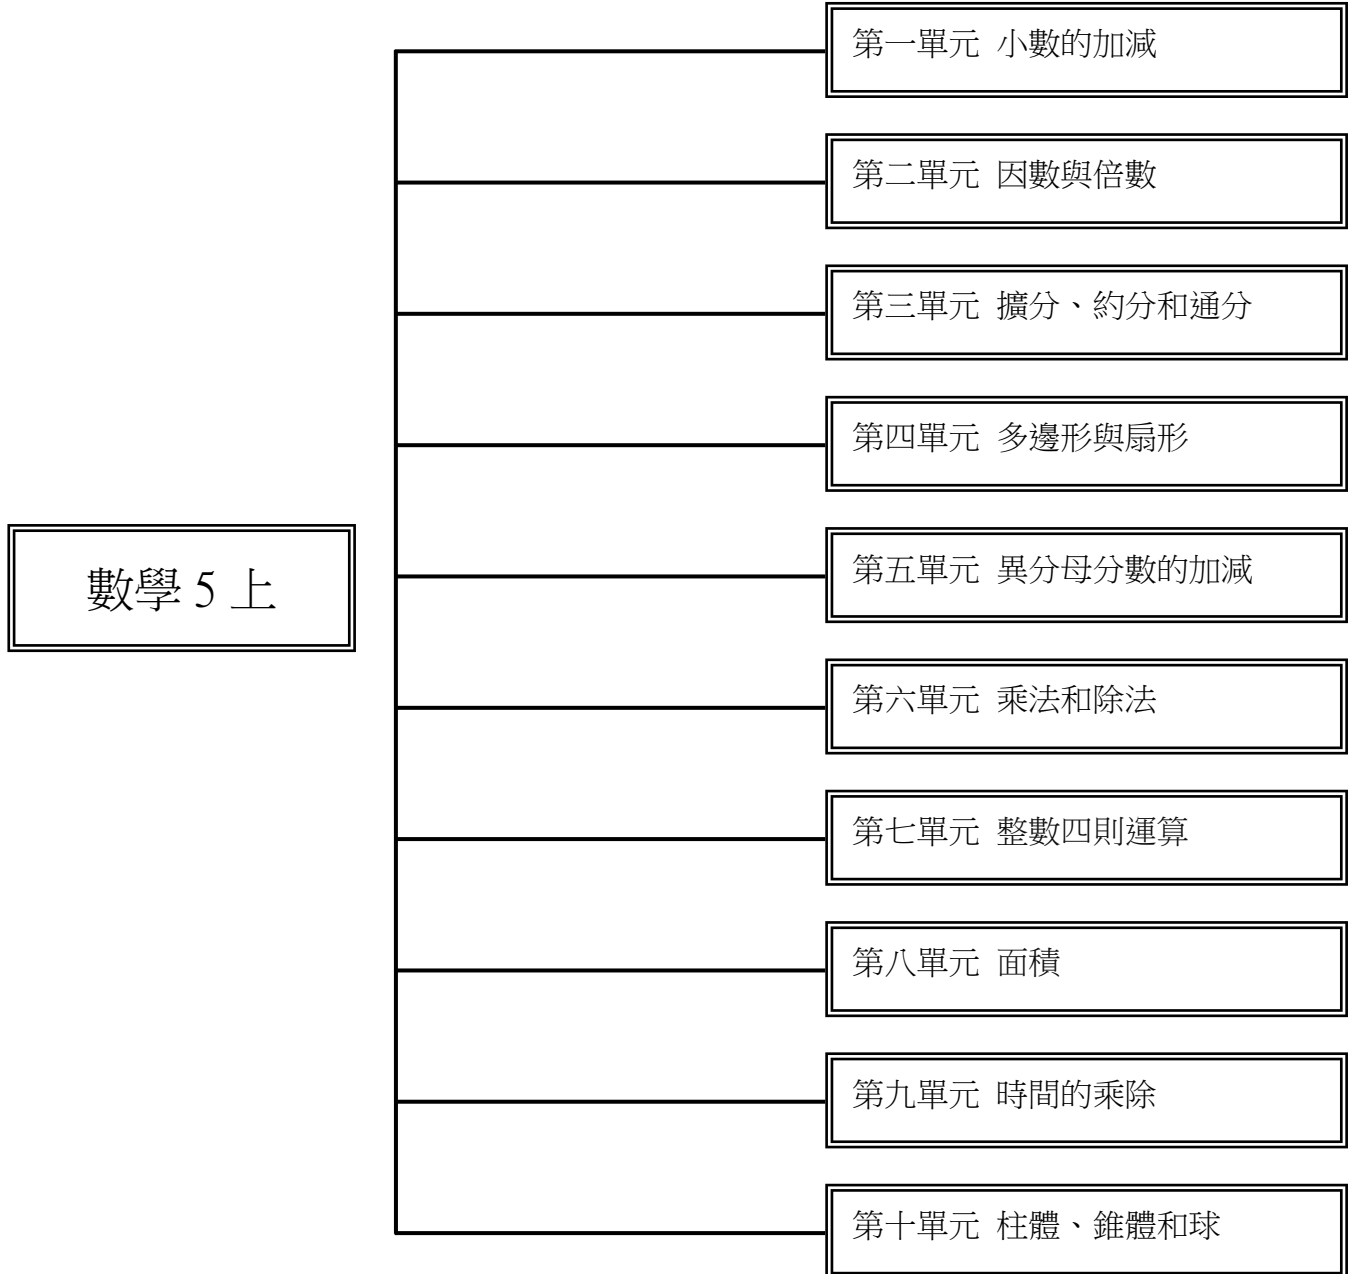 第一單元 小數的加減
第二單元 因數與倍數
第三單元 擴分、約分和通分
第四單元 多邊形與扇形
數學 5 上
第五單元 異分母分數的加減
第六單元 乘法和除法
第七單元 整數四則運算
第八單元 面積
第九單元 時間的乘除
第十單元 柱體、錐體和球